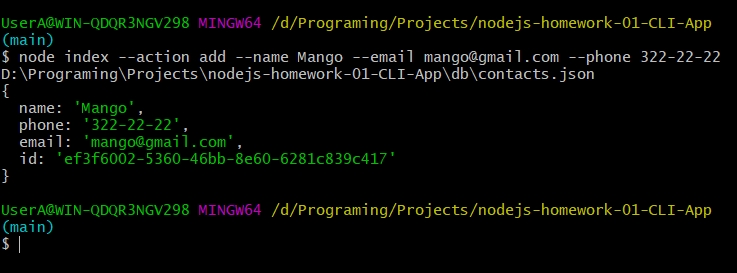 UserA@WIN-QDQR3NGV298 MINGW64 /d/Programing/Projects/nodejs-homework-01-CLI-App
(main)
$ node index --action add --name Mango --email mango@gmail.com --phone 322-22-22
D:\Programing\Projects\nodejs-homework-01-CLI-App\db\contacts.json
{
  name: 'Mango',
  phone: '322-22-22',
  email: 'mango@gmail.com',
  id: 'ef3f6002-5360-46bb-8e60-6281c839c417'
}
UserA@WIN-QDQR3NGV298 MINGW64 /d/Programing/Projects/nodejs-homework-01-CLI-App
(main)
$